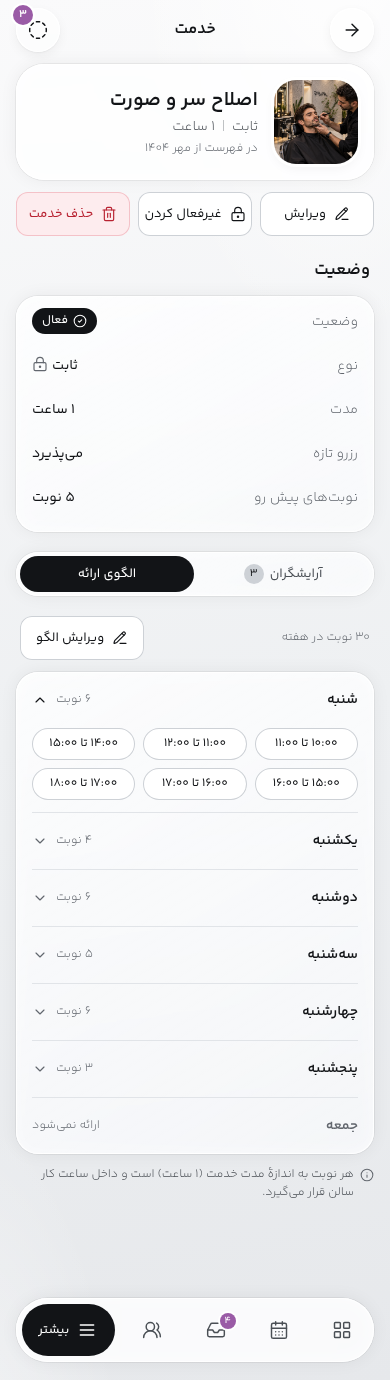 خدمت
۳
اصلاح سر و صورت
ثابت | ۱ ساعت
در فهرست از مهر ۱۴۰۴
ویرایش
غیرفعال کردن
حذف خدمت
وضعیت
وضعیت
فعال
نوع
ثابت
مدت
۱ ساعت
رزرو تازه
می‌پذیرد
نوبت‌های پیش رو
۵ نوبت
آرایشگران ۳
الگوی ارائه
۳۰ نوبت در هفته
ویرایش الگو
شنبه
۶ نوبت
۱۰:۰۰ تا ۱۱:۰۰
۱۱:۰۰ تا ۱۲:۰۰
۱۴:۰۰ تا ۱۵:۰۰
۱۵:۰۰ تا ۱۶:۰۰
۱۶:۰۰ تا ۱۷:۰۰
۱۷:۰۰ تا ۱۸:۰۰
یکشنبه
۴ نوبت
دوشنبه
۶ نوبت
سه‌شنبه
۵ نوبت
چهارشنبه
۶ نوبت
پنجشنبه
۳ نوبت
جمعه
ارائه نمی‌شود
هر نوبت به اندازهٔ مدت خدمت (۱ ساعت) است و داخل ساعت کار
سالن قرار می‌گیرد.
۴
بیشتر